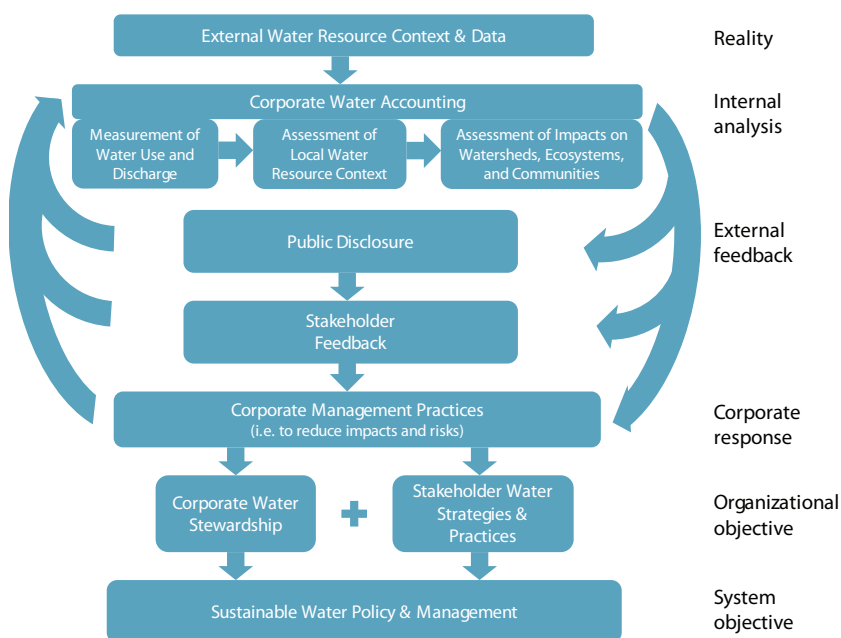 External Water Resource Context & Data
Reality
Corporate Water Accounting
Internal
analysis
Measurement of
Water Use and
Discharge
Assessment of
Local Water
Resource Context
Assessment of Impacts on
Watersheds, Ecosystems,
and Communities
Public Disclosure
External
feedback
Stakeholder
Feedback
Corporate Management Practices
(i.e. to reduce impacts and risks)
Corporate
response
Corporate Water
Stewardship
Stakeholder Water
Strategies &
Practices
Organizational
objective
Sustainable Water Policy & Management
System
objective